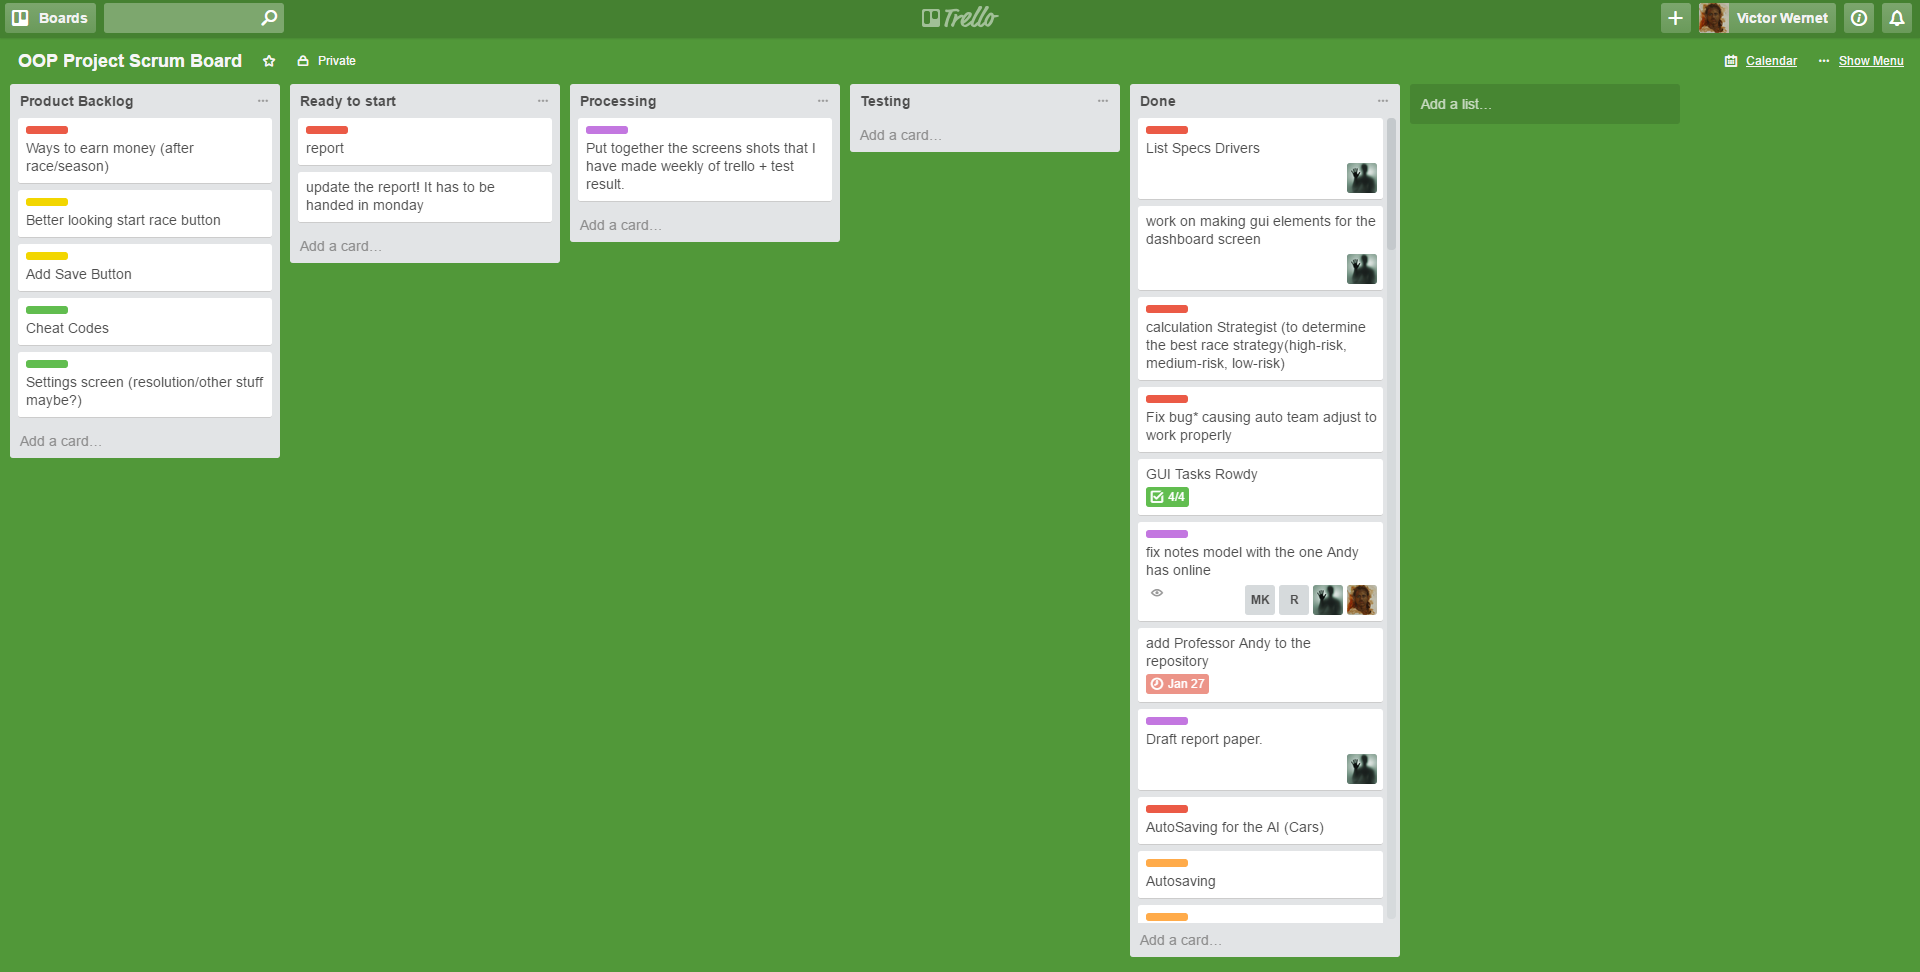 Boards
Trello
Victor Wernet
OOP Project Scrum Board
Private
Calendar
Show Menu
Product Backlog
Ways to earn money (after
race/season)
Better looking start race button
Add Save Button
Cheat Codes
Settings screen (resolution/other stuff
maybe?)
Add a card…
Ready to start
report
update the report! It has to be
handed in monday
Add a card…
Processing
Put together the screens shots that I
have made weekly of trello + test
result.
Add a card…
Testing
Add a card…
Done
List Specs Drivers
work on making gui elements for the
dashboard screen
calculation Strategist (to determine
the best race strategy(high-risk,
medium-risk, low-risk)
Fix bug* causing auto team adjust to
work properly
GUI Tasks Rowdy
4/4
fix notes model with the one Andy
has online
MK R
add Professor Andy to the
repository
Jan 27
Draft report paper.
AutoSaving for the AI (Cars)
Autosaving
Add a card…
Add a list…